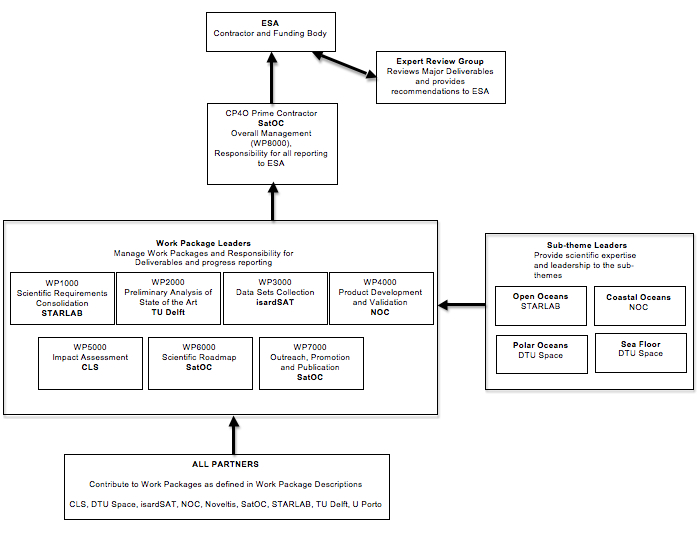 ESA
Contractor and Funding Body
Expert Review Group
Reviews Major Deliverables
and provides
recommendations to ESA
CP4O Prime Contractor
SatOC
Overall Management
(WP8000),
Responsibility for all reporting
to ESA
Work Package Leaders
Manage Work Packages and Responsibility for
Deliverables and progress reporting
WP1000
Scientific Requirements
Consolidation
STARLAB
WP2000
Preliminary Analysis of
State of the Art
TU Delft
WP3000
Data Sets Collection
isardSAT
WP4000
Product Development
and Validation
NOC
WP5000
Impact Assessment
CLS
WP6000
Scientific Roadmap
SatOC
WP7000
Outreach, Promotion
and Publication
SatOC
Sub-theme Leaders
Provide scientific expertise
and leadership to the sub-
themes
Open Oceans
STARLAB
Coastal Oceans
NOC
Polar Oceans
DTU Space
Sea Floor
DTU Space
ALL PARTNERS
Contribute to Work Packages as defined in Work Package Descriptions
CLS, DTU Space, isardSAT, NOC, Noveltis, SatOC, STARLAB, TU Delft, U Porto